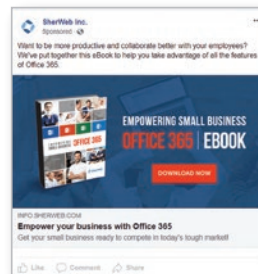 SherWeb Inc.
Sponsored ·
Want to be more productive and collaborate better with your employees?
We've put together this eBook to help you take advantage of all the features
of Office 365:
EMPOWERING SMALL BUSINESS
OFFICE 365 | EBOOK
OFFICE 365
DOWNLOAD NOW
INFO.SHERWEB.COM
Empower your business with Office 365
Get your small business ready to compete in today's tough market!
Like Comment Share